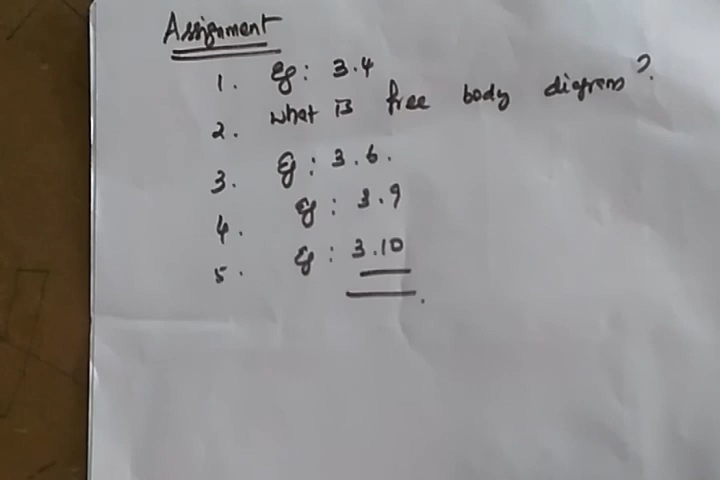 Assignment
1. Eg: 3.4
2. what is free body diagram?
3. Eg: 3.6.
4. Eg: 3.9
5. Eg: 3.10.